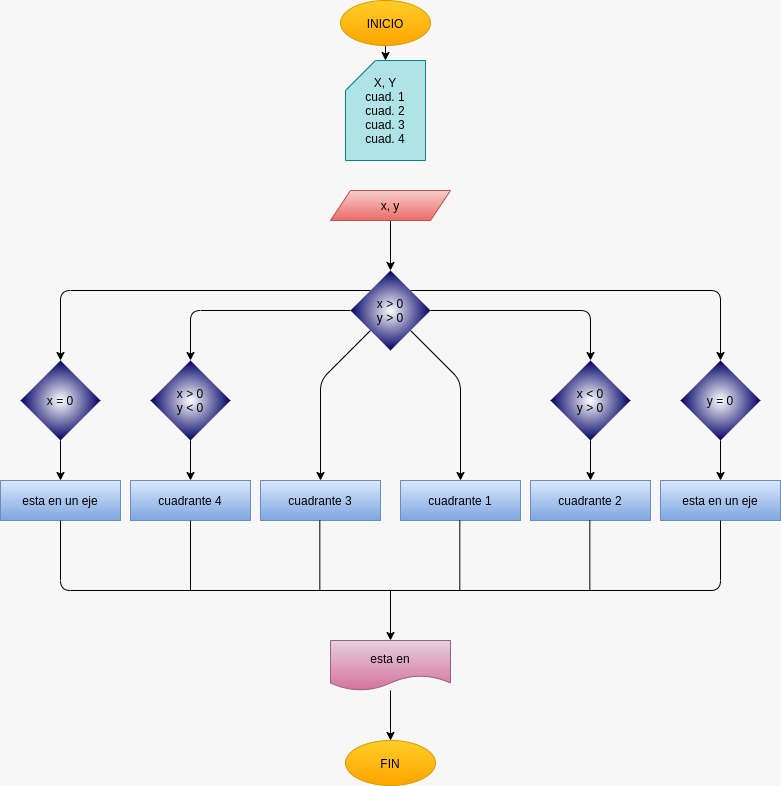 INICIO
X, Y
cuad. 1
cuad. 2
cuad. 3
cuad. 4
x, y
x > 0
y > 0
x = 0
x > 0
y < 0
x < 0
y > 0
y = 0
esta en un eje
cuadrante 4
cuadrante 3
cuadrante 1
cuadrante 2
esta en un eje
esta en
FIN